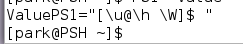 ValuePS1="[\u@\h \W]$ "
[park@PSH ~]$